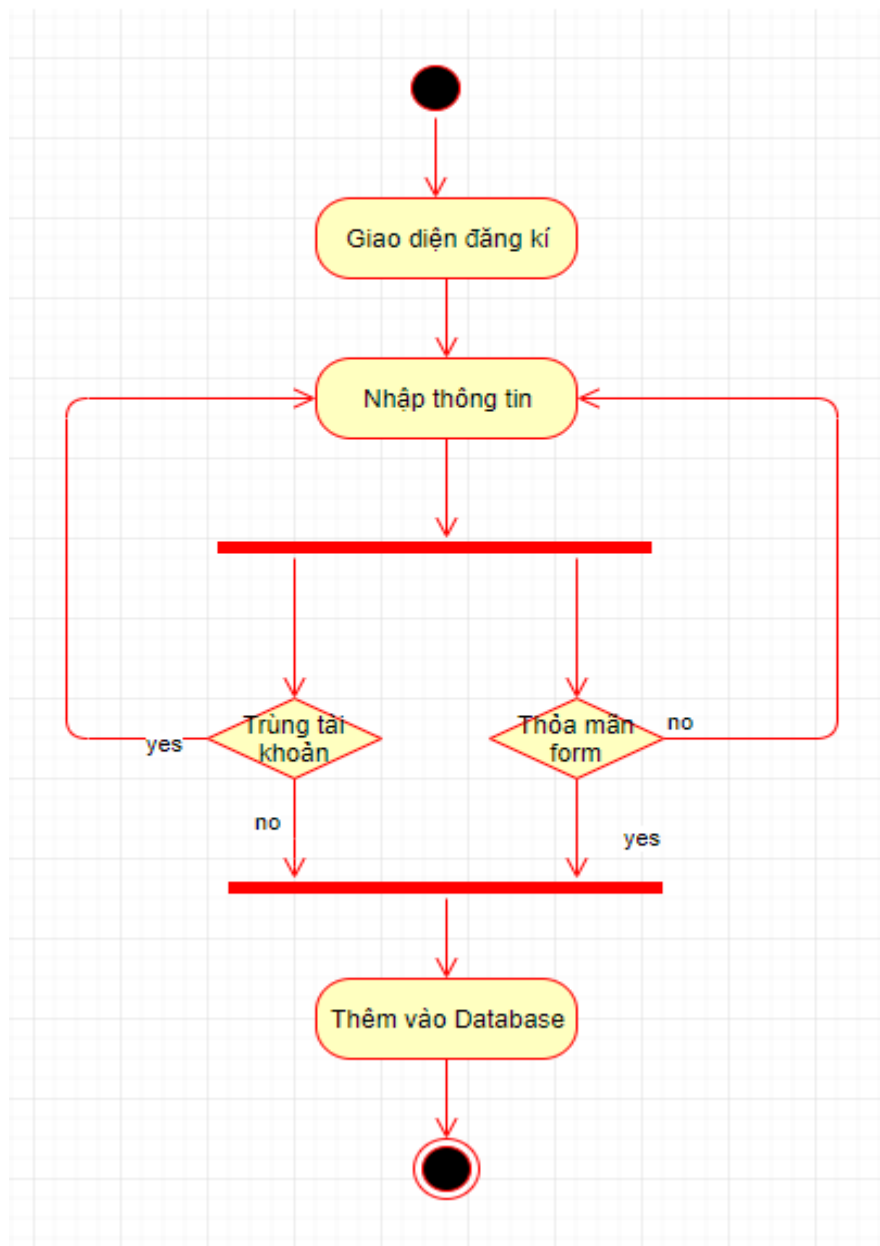 Giao diện đăng kí
Nhập thông tin
Trùng tài
khoản
yes
no
Thỏa mãn
form
no
yes
Thêm vào Database